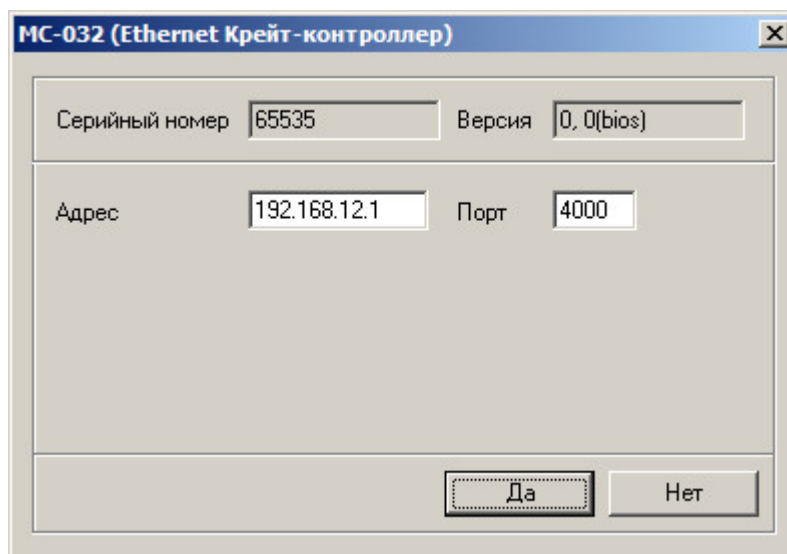 МС-032 (Ethernet Крейт-контроллер)
Серийный номер 65535 Версия 0, 0(bios)
Адрес 192.168.12.1 Порт 4000
Да Нет